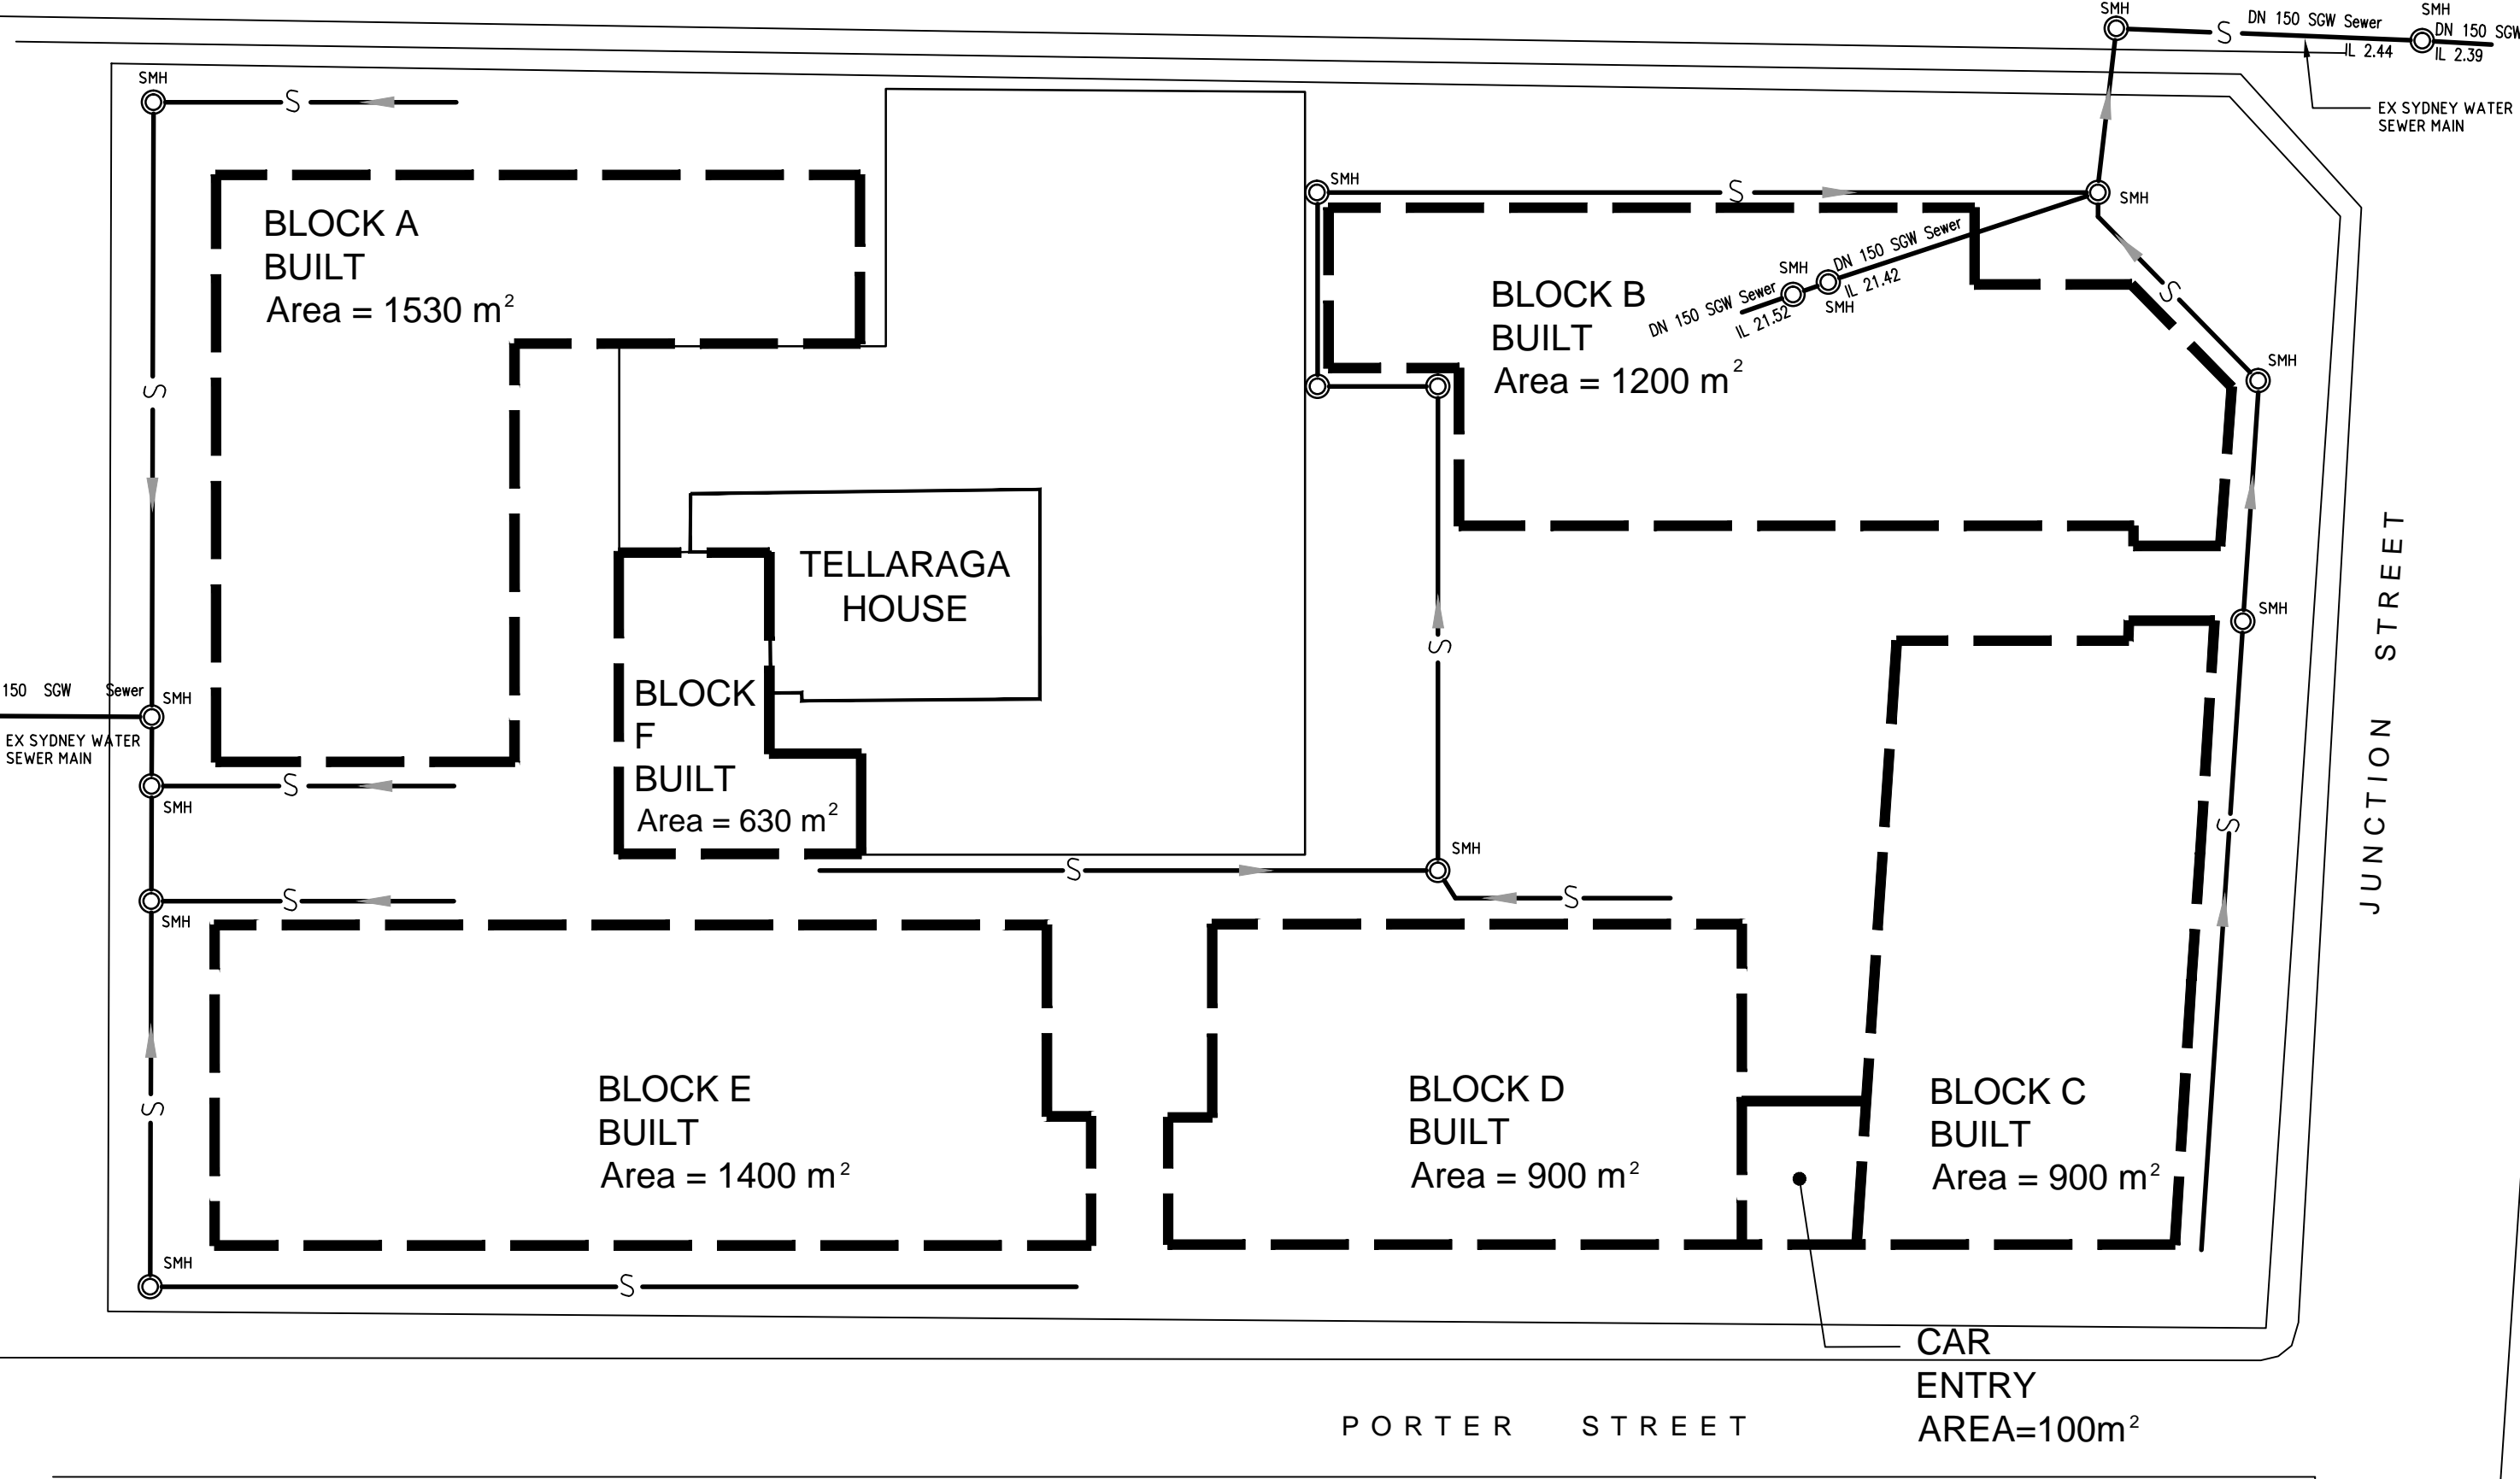 SMH
DN 150 SGW Sewer
SMH
DN 150 SGW
S
IL 2.44
IL 2.39
EX SYDNEY WATER
SEWER MAIN
SMH
S
BLOCK A
BUILT
Area = 1530 m²
S
SMH
S
SMH
DN 150 SGW Sewer
IL 21.42
SMH
SMH
DN 150 SGW Sewer
IL 21.52
BLOCK B
BUILT
Area = 1200 m²
S
SMH
TELLARAGA
HOUSE
SMH
S
JUNCTION STREET
150 SGW Sewer
SMH
EX SYDNEY WATER
SEWER MAIN
BLOCK
F
BUILT
Area = 630 m²
S
SMH
S
S
SMH
S
SMH
S
S
BLOCK E
BUILT
Area = 1400 m²
BLOCK D
BUILT
Area = 900 m²
BLOCK C
BUILT
Area = 900 m²
S
SMH
S
CAR
ENTRY
AREA=100m²
PORTER STREET